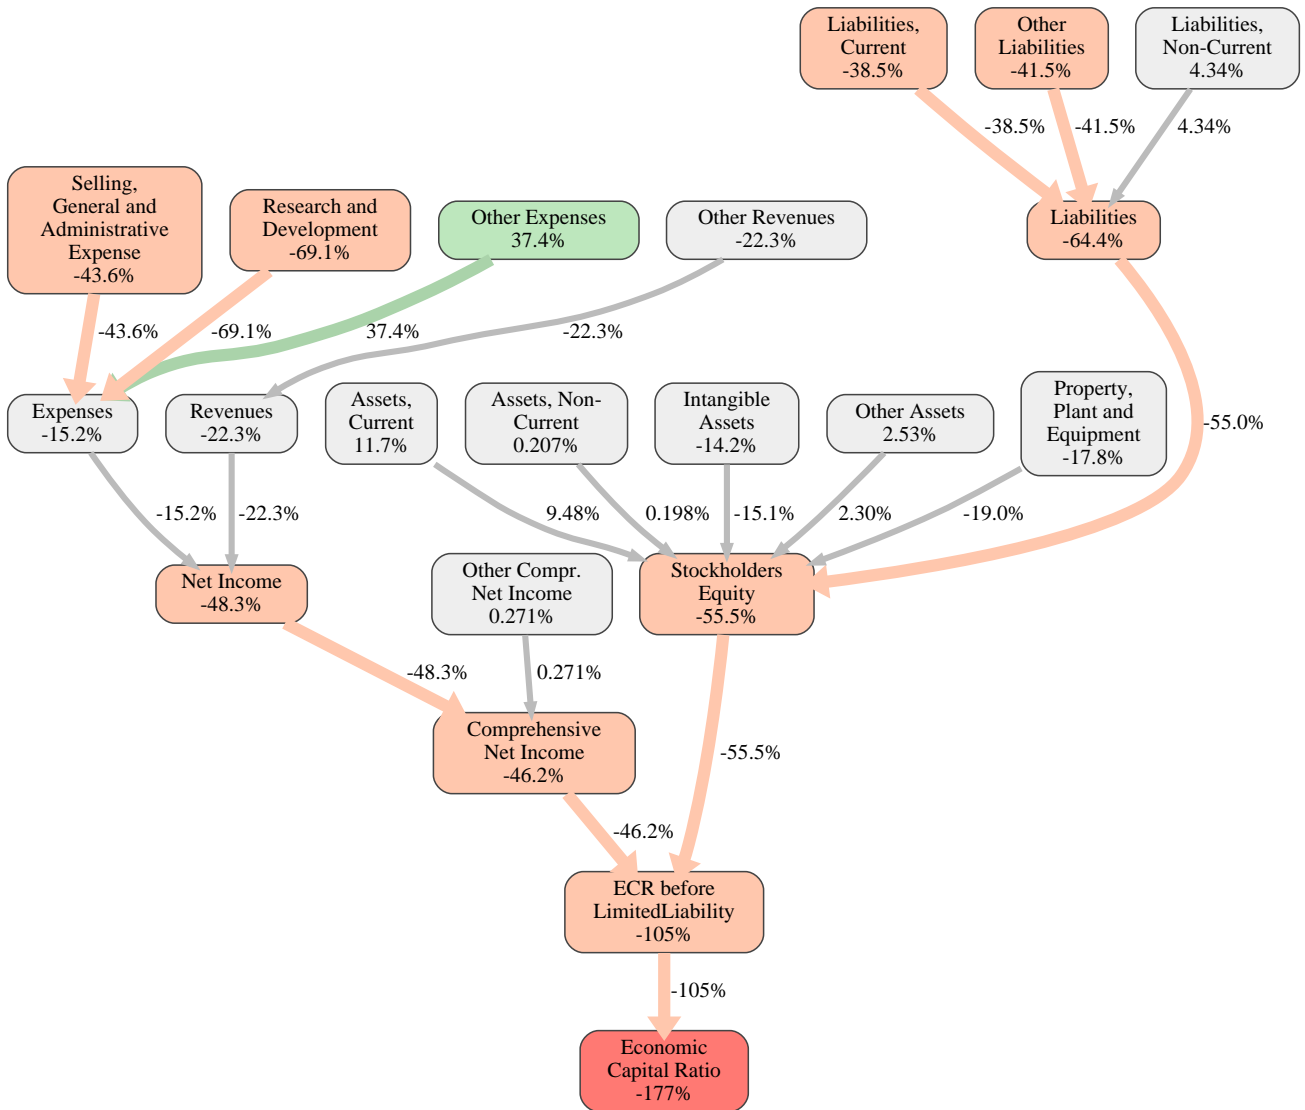 Liabilities,
Current
-38.5%
Other
Liabilities
-41.5%
Liabilities,
Non-Current
4.34%
-38.5%
-41.5%
4.34%
Selling,
General and
Administrative
Expense
-43.6%
Research and
Development
-69.1%
Other Expenses
37.4%
Other Revenues
-22.3%
Liabilities
-64.4%
-43.6%
-69.1%
37.4%
-22.3%
-55.0%
Expenses
-15.2%
Revenues
-22.3%
Assets,
Current
11.7%
Assets, Non-
Current
0.207%
Intangible
Assets
-14.2%
Other Assets
2.53%
Property,
Plant and
Equipment
-17.8%
-15.2%
-22.3%
9.48%
0.198%
-15.1%
2.30%
-19.0%
Net Income
-48.3%
Other Compr.
Net Income
0.271%
Stockholders
Equity
-55.5%
-48.3%
0.271%
Comprehensive
Net Income
-46.2%
-55.5%
-46.2%
ECR before
LimitedLiability
-105%
-105%
Economic
Capital Ratio
-177%